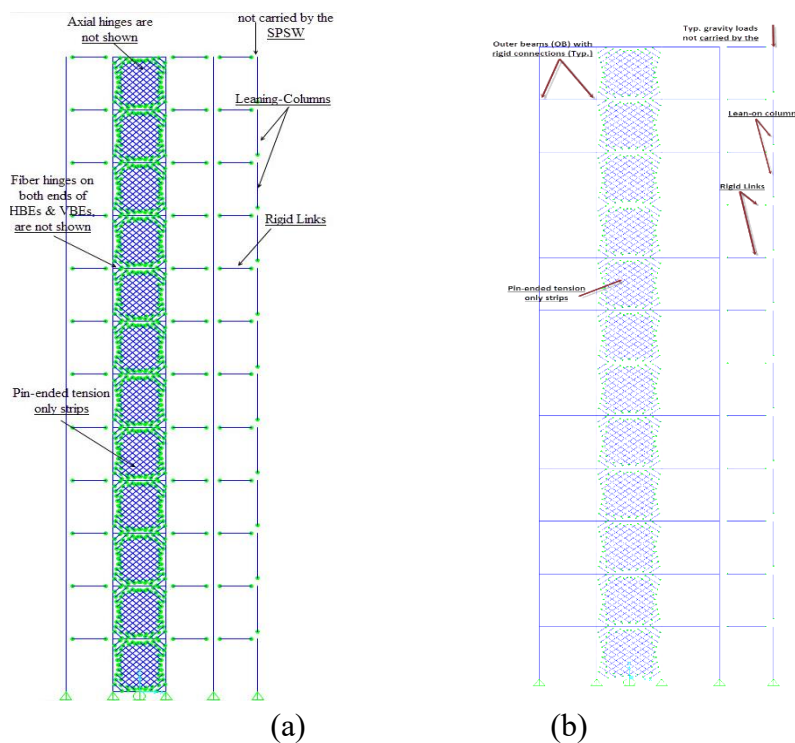 Axial hinges are
not shown
not carried by the
SPSW
Leaning-Columns
Fiber hinges on
both ends of
HBEs & VBEs,
are not shown
Rigid Links
Pin-ended tension
only strips
(a)
Typ. gravity loads
not carried by the
Outer beams (OB) with
rigid connections (Typ.)
Lean-on column
Rigid Links
Pin-ended tension
only strips
(b)